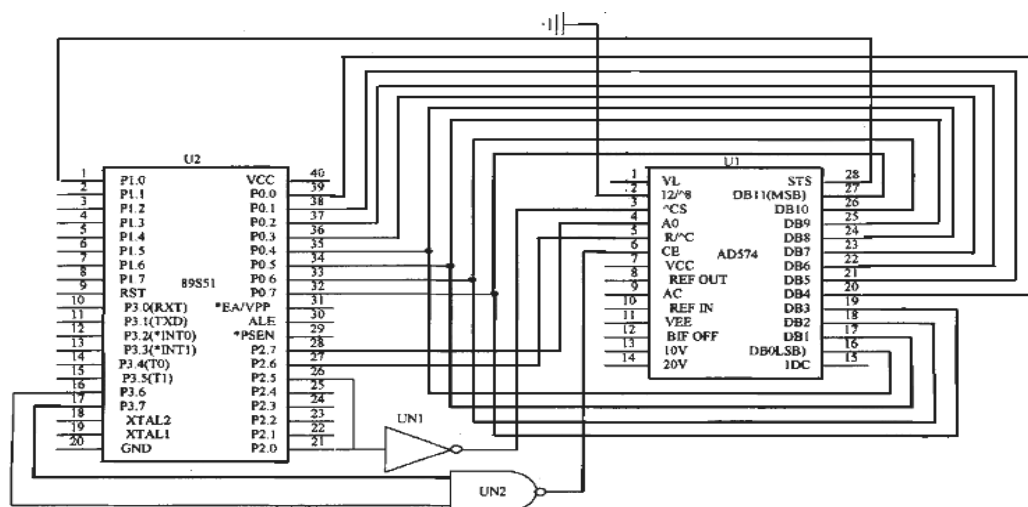 U2
1 P1.0 VCC 40
2 P1.1 P0.0 39
3 P1.2 P0.1 38
4 P1.3 P0.2 37
5 P1.4 P0.3 36
6 P1.5 P0.4 35
7 P1.6 P0.5 34
8 P1.7 P0.6 33
9 RST P0.7 32
10 P3.0(RXT) *EA/VPP 31
11 P3.1(TXD) ALE 30
12 P3.2(*INT0) *PSEN 29
13 P3.3(*INT1) P2.7 28
14 P3.4(T0) P2.6 27
15 P3.5(T1) P2.5 26
16 P3.6 P2.4 25
17 P3.7 P2.3 24
18 XTAL2 P2.2 23
19 XTAL1 P2.1 22
20 GND P2.0 21
89S51
U1
1 VL STS 28
2 12/^8 DB11(MSB) 27
3 ^CS DB10 26
4 A0 DB9 25
5 R/^C DB8 24
6 CE DB7 23
7 VCC DB6 22
8 REF OUT DB5 21
9 AC DB4 20
10 REF IN DB3 19
11 VEE DB2 18
12 BIF OFF DB1 17
13 10V DB0LSB) 16
14 20V 1DC 15
AD574
UN1
UN2